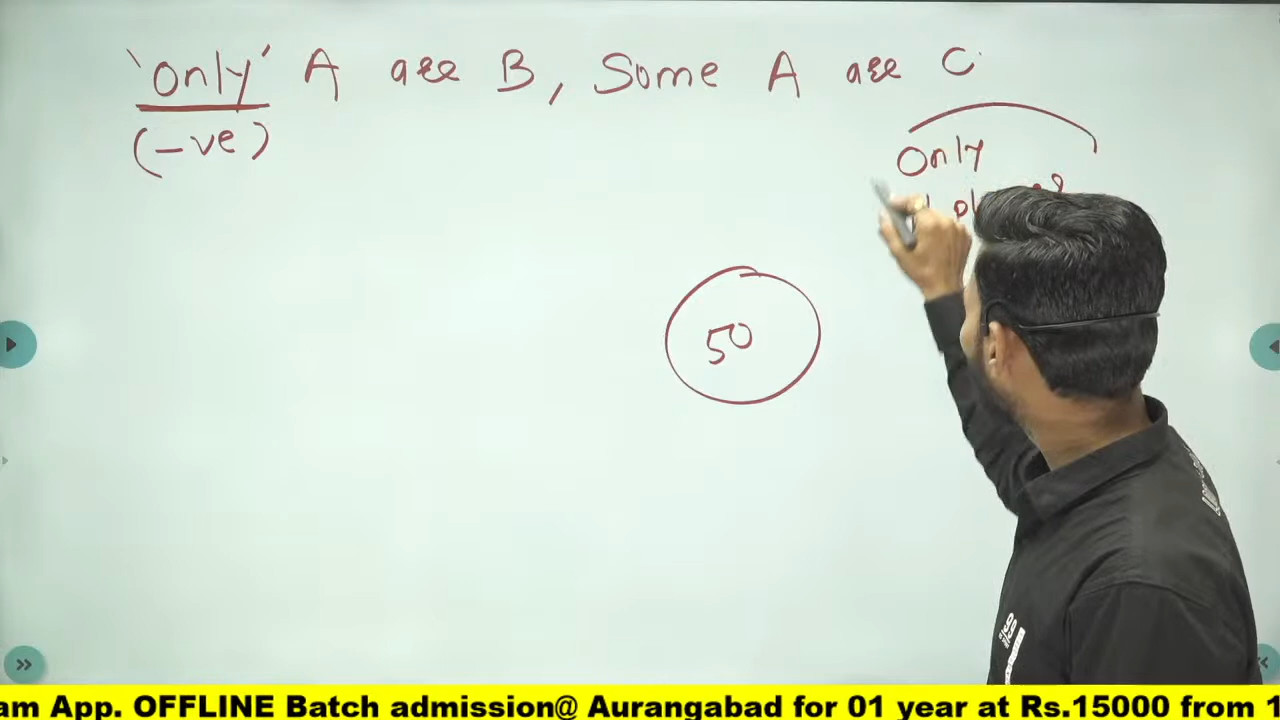 'only' A are B, Some A are C
(-ve)
Only
50
am App. OFFLINE Batch admission@ Aurangabad for 01 year at Rs.15000 from 1